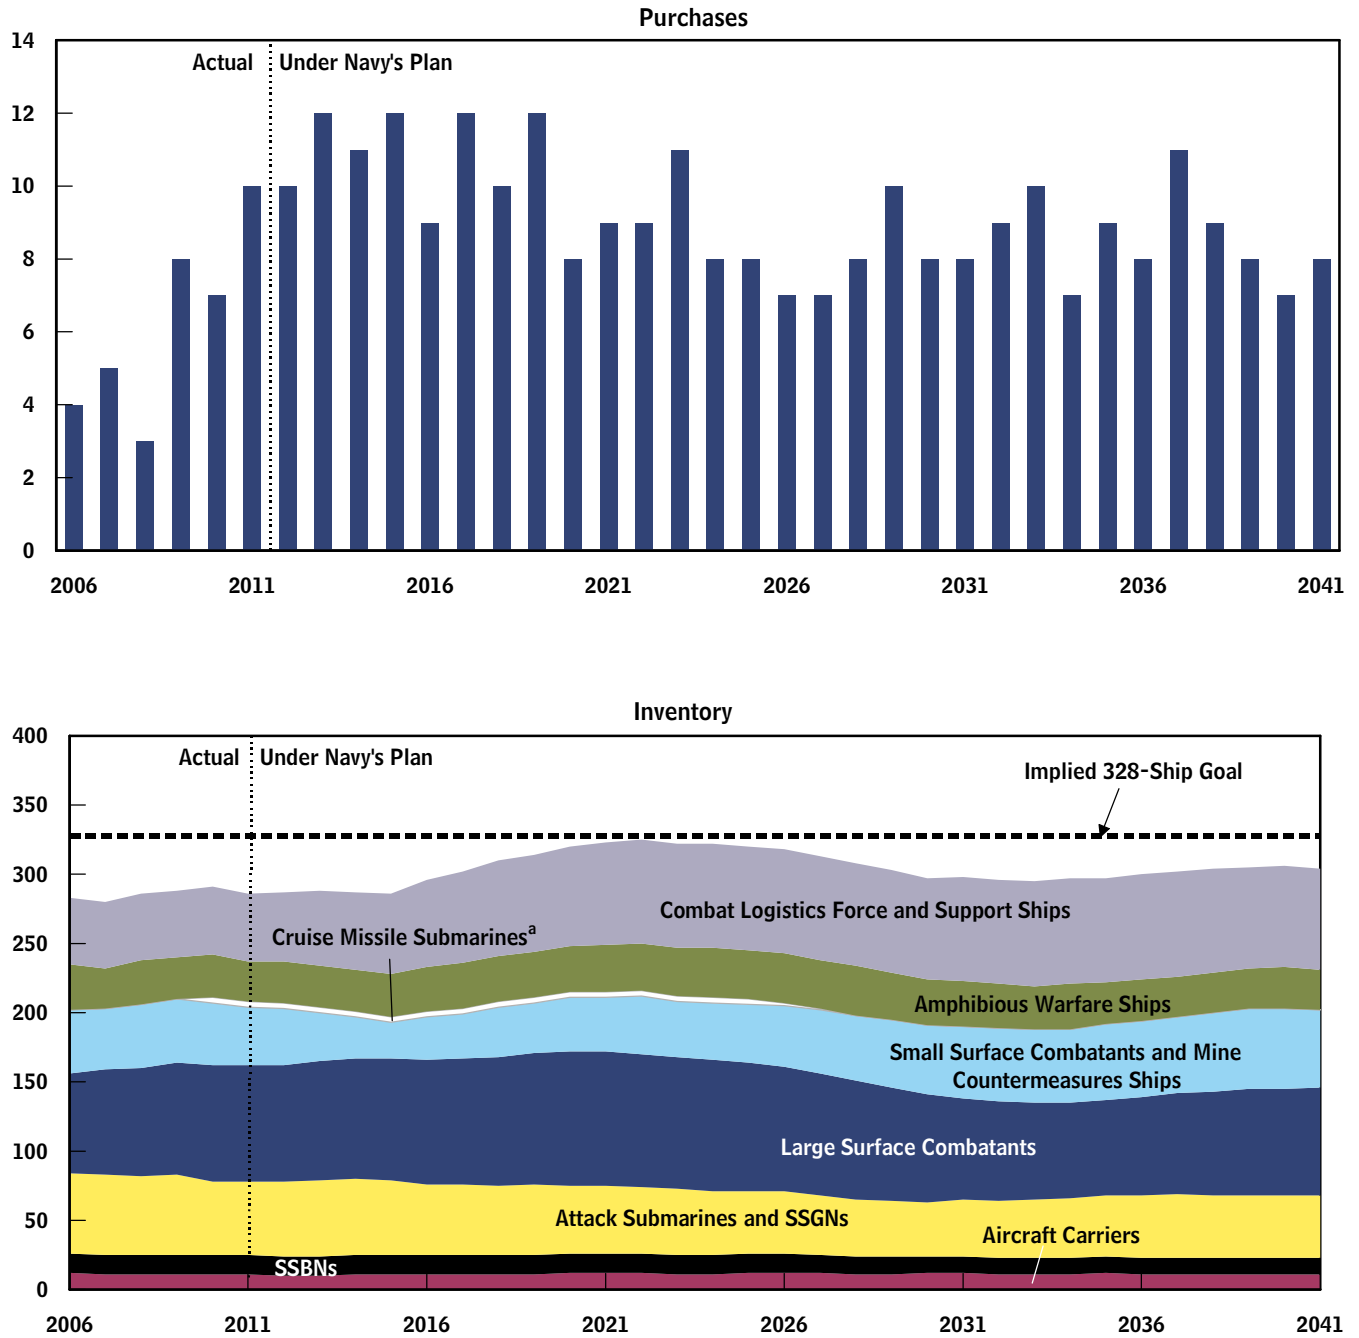 Purchases
14
Actual Under Navy's Plan
12
10
8
6
4
2
0
2006 2011 2016 2021 2026 2031 2036 2041
Inventory
400
Actual Under Navy's Plan
Implied 328-Ship Goal
350
300
Combat Logistics Force and Support Ships
250
Cruise Missile Submarinesᵃ
200
Amphibious Warfare Ships
Small Surface Combatants and Mine
Countermeasures Ships
150
Large Surface Combatants
100
50
Attack Submarines and SSGNs
Aircraft Carriers
SSBNs
0
2006 2011 2016 2021 2026 2031 2036 2041